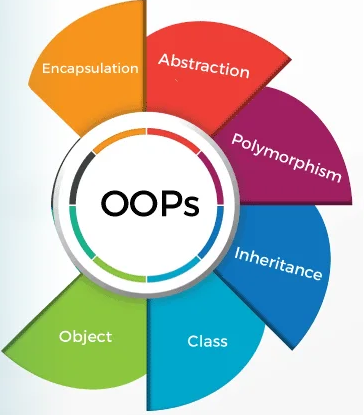 Encapsulation
Abstraction
Polymorphism
Inheritance
Class
Object
OOPs